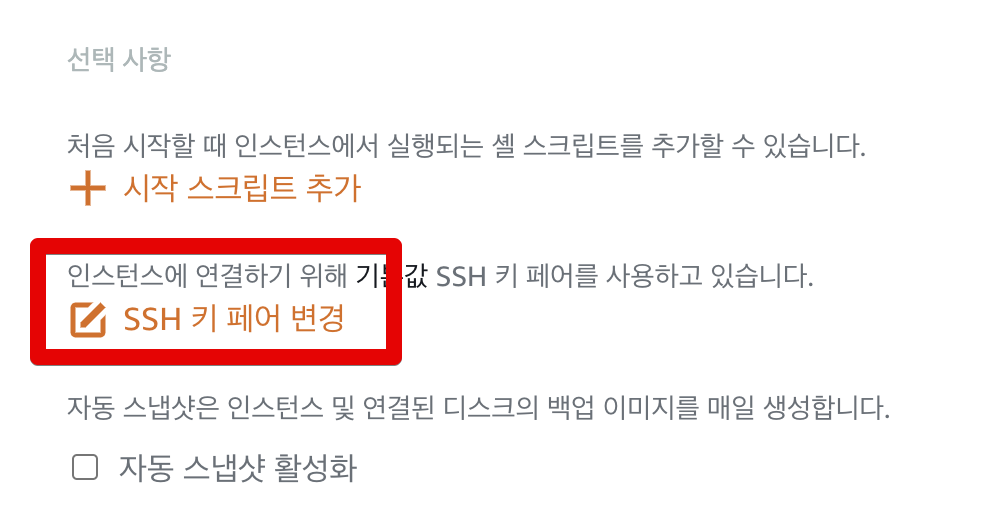 선택 사항
처음 시작할 때 인스턴스에서 실행되는 셸 스크립트를 추가할 수 있습니다.
시작 스크립트 추가
인스턴스에 연결하기 위해 기본값 SSH 키 페어를 사용하고 있습니다.
SSH 키 페어 변경
자동 스냅샷은 인스턴스 및 연결된 디스크의 백업 이미지를 매일 생성합니다.
자동 스냅샷 활성화